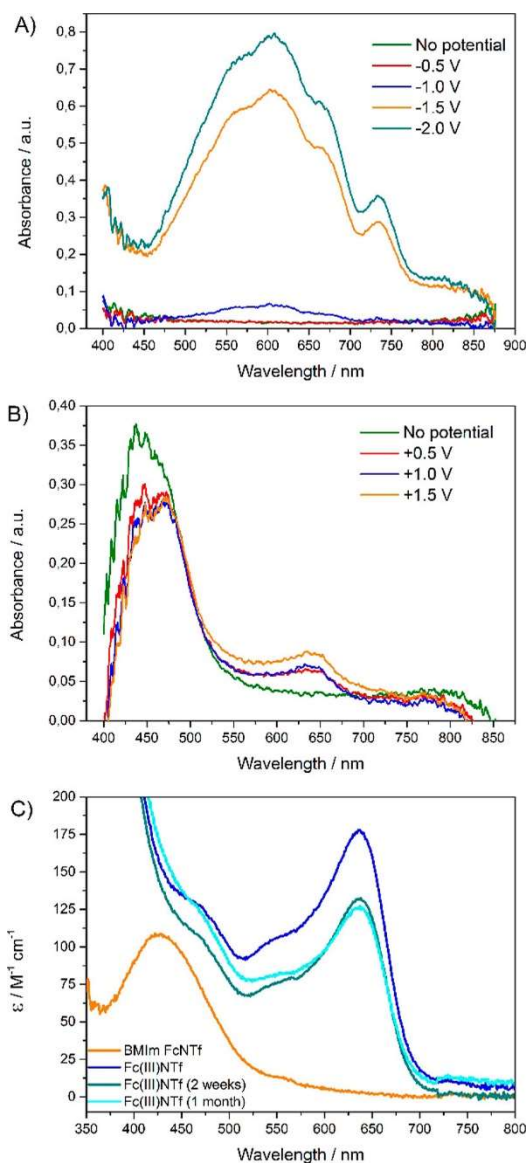 A)
No potential
-0.5 V
-1.0 V
-1.5 V
-2.0 V
0,8
0,7
0,6
0,5
0,4
0,3
0,2
0,1
0,0
Absorbance / a.u.
400 450 500 550 600 650 700 750 800 850 900
Wavelength / nm
B)
No potential
+0.5 V
+1.0 V
+1.5 V
0,40
0,35
0,30
0,25
0,20
0,15
0,10
0,05
0,00
Absorbance / a.u.
400 450 500 550 600 650 700 750 800 850
Wavelength / nm
C)
200
175
150
125
100
75
50
25
0
ε / M⁻¹ cm⁻¹
BMIm FcNTf
Fc(III)NTf
Fc(III)NTf (2 weeks)
Fc(III)NTf (1 month)
350 400 450 500 550 600 650 700 750 800
Wavelength / nm